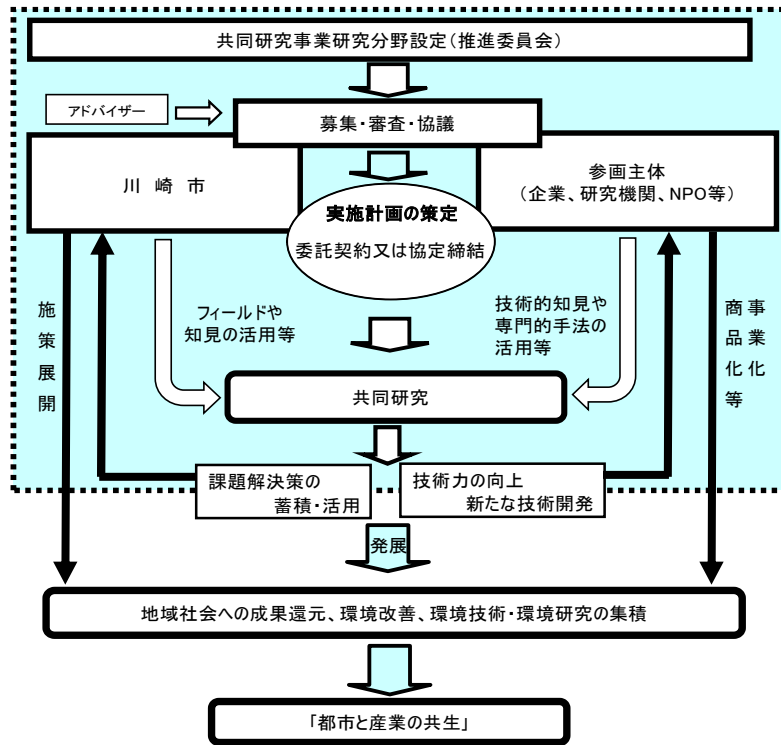 共同研究事業研究分野設定（推進委員会）
アドバイザー
募集・審査・協議
川 崎 市
参画主体
（企業、研究機関、NPO等）
実施計画の策定
委託契約又は協定締結
施策展開
フィールドや
知見の活用等
技術的知見や
専門的手法の
活用等
事業化
商品化等
共同研究
課題解決策の
蓄積・活用
技術力の向上
新たな技術開発
発展
地域社会への成果還元、環境改善、環境技術・環境研究の集積
「都市と産業の共生」